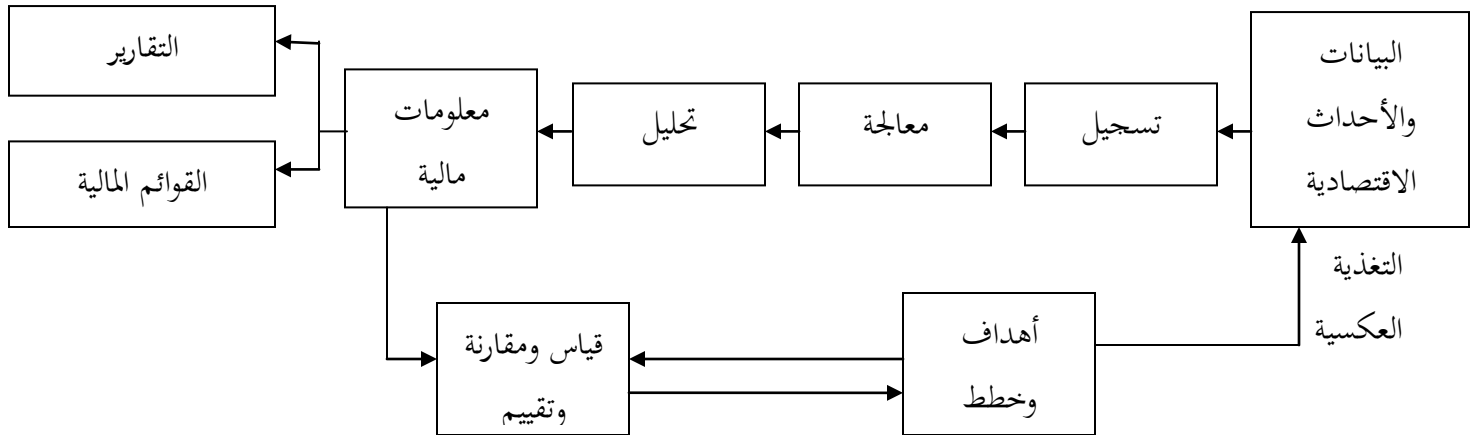 البيانات
والأحداث
الاقتصادية
تسجيل
معالجة
تحليل
معلومات
مالية
التقارير
القوائم المالية
التغذية
العكسية
أهداف
وخطط
قياس ومقارنة
وتقييم